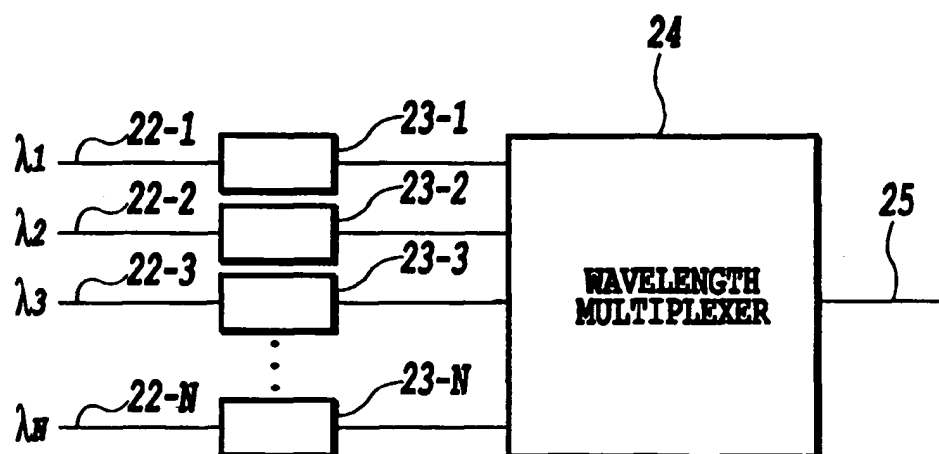 24
λ1 22-1 23-1
λ2 22-2 23-2
25
λ3 22-3 23-3
WAVELENGTH
MULTIPLEXER
λN 22-N 23-N